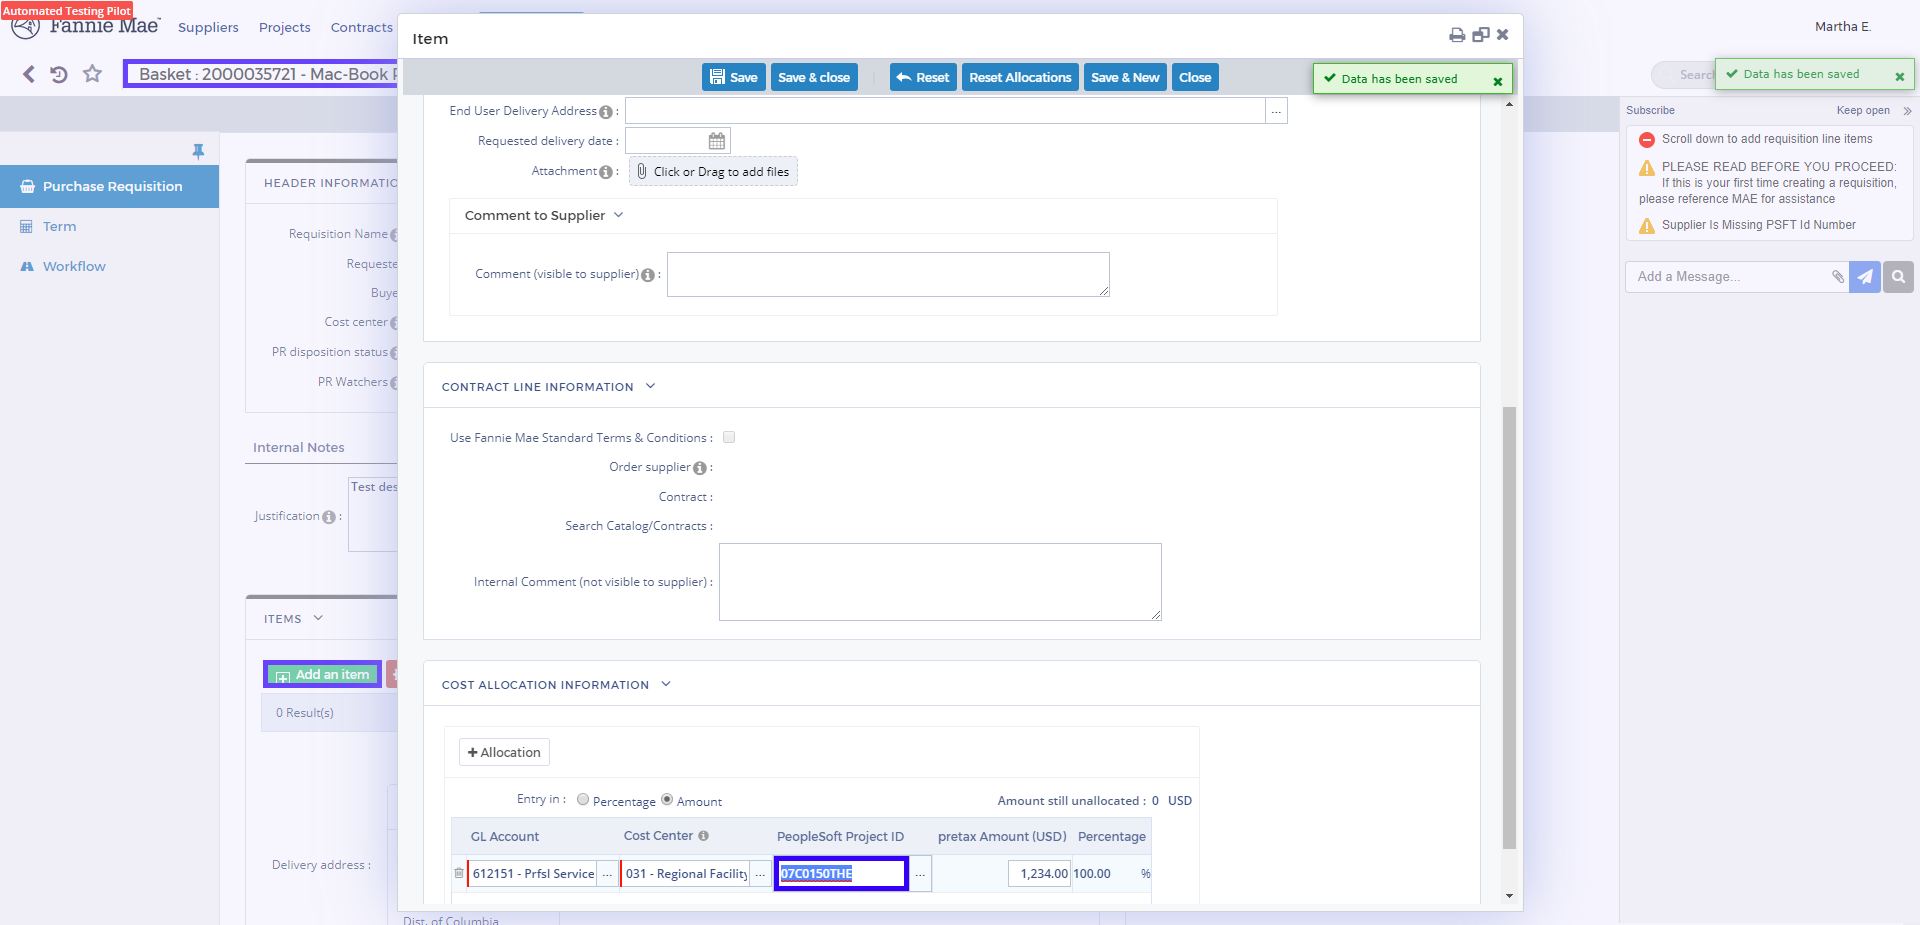 Automated Testing Pilot
Fannie Mae
Suppliers
Projects
Contracts
Martha E.
Basket : 2000035721 - Mac-Book
Search
Data has been saved
Item
Save
Save & close
Reset
Reset Allocations
Save & New
Close
Data has been saved
Subscribe
Keep open
Scroll down to add requisition line items
PLEASE READ BEFORE YOU PROCEED:
If this is your first time creating a requisition,
please reference MAE for assistance
Supplier Is Missing PSFT Id Number
Add a Message...
Purchase Requisition
Term
Workflow
HEADER INFORMATIO
Requisition Name
Requeste
Buye
Cost center
PR disposition status
PR Watchers
Internal Notes
Test des
Justification :
ITEMS
Add an item
0 Result(s)
Delivery address :
Dist. of Columbia
End User Delivery Address :
...
Requested delivery date :
Attachment :
Click or Drag to add files
Comment to Supplier
Comment (visible to supplier) :
CONTRACT LINE INFORMATION
Use Fannie Mae Standard Terms & Conditions :
Order supplier :
Contract :
Search Catalog/Contracts :
Internal Comment (not visible to supplier) :
COST ALLOCATION INFORMATION
+ Allocation
Entry in : Percentage Amount
Amount still unallocated : 0 USD
GL Account
Cost Center
PeopleSoft Project ID
pretax Amount (USD)
Percentage
612151 - Prfsl Service
...
031 - Regional Facility
...
07C0150THE
...
1,234.00
100.00
%